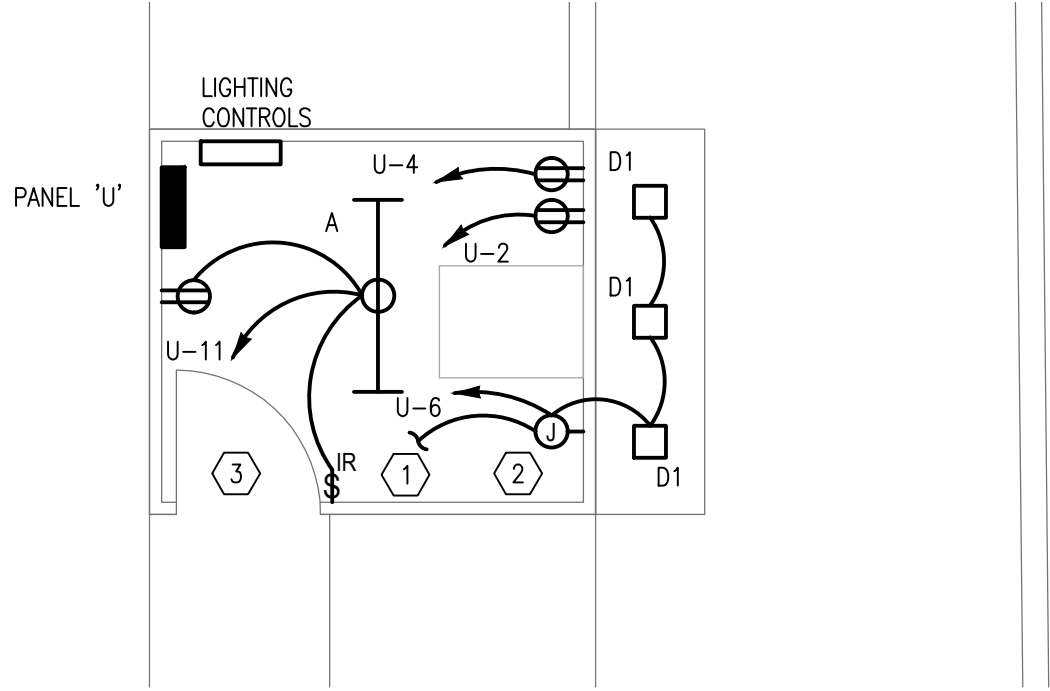 LIGHTING
CONTROLS
U-4
D1
PANEL 'U'
A
U-2
D1
U-11
U-6
J
IR
S
3
1
2
D1